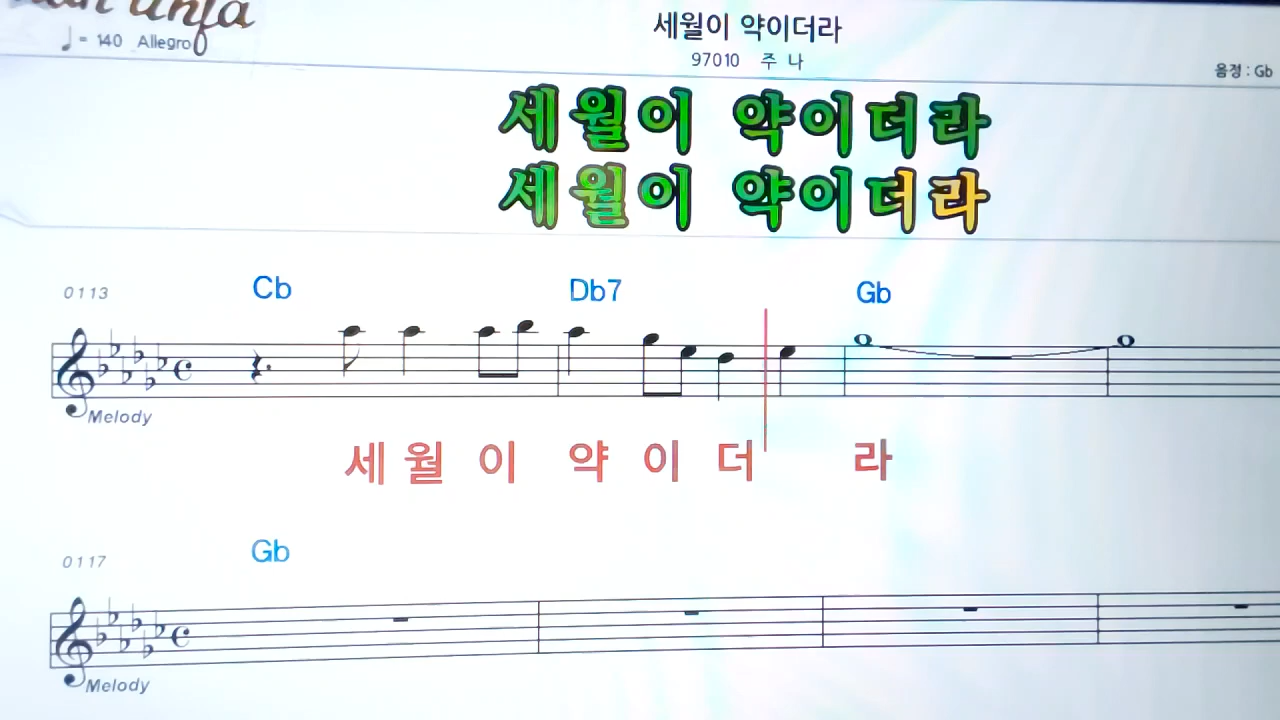 세월이 약이더라
= 140 Allegro
97010 주 나
음정 : Gb
세월이 약이더라
세월이 약이더라
0113 Cb Db7 Gb
Melody
세 월 이 약 이 더 라
0117 Gb
Melody